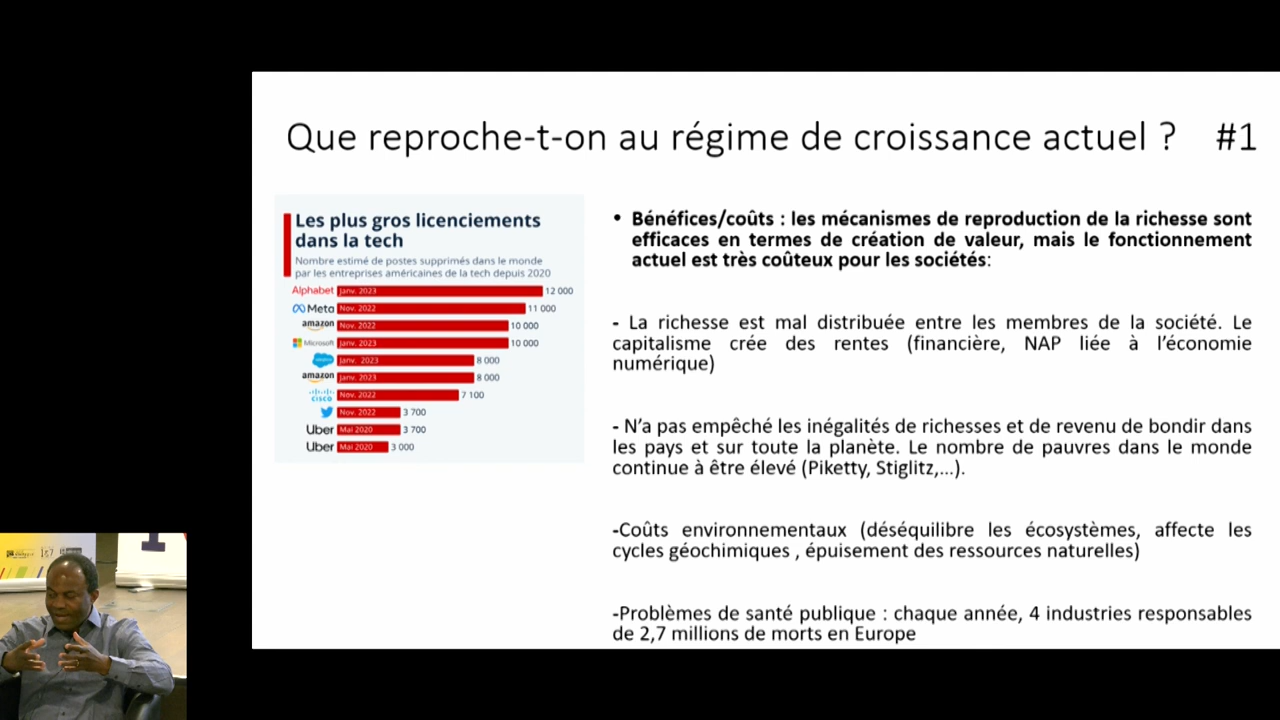 Que reproche-t-on au régime de croissance actuel ? #1
Les plus gros licenciements
dans la tech
Nombre estimé de postes supprimés dans le monde
par les entreprises américaines de la tech depuis 2020
Alphabet Janv. 2023 12 000
Meta Nov. 2022 11 000
amazon Nov. 2022 10 000
Microsoft Janv. 2023 10 000
Janv. 2023 8 000
amazon Janv. 2023 8 000
CISCO Nov. 2022 7 100
Nov. 2022 3 700
Uber Mai 2020 3 700
Uber Mai 2020 3 000
• Bénéfices/coûts : les mécanismes de reproduction de la richesse sont
efficaces en termes de création de valeur, mais le fonctionnement
actuel est très coûteux pour les sociétés:
- La richesse est mal distribuée entre les membres de la société. Le
capitalisme crée des rentes (financière, NAP liée à l’économie
numérique)
- N’a pas empêché les inégalités de richesses et de revenu de bondir dans
les pays et sur toute la planète. Le nombre de pauvres dans le monde
continue à être élevé (Piketty, Stiglitz,...).
-Coûts environnementaux (déséquilibre les écosystèmes, affecte les
cycles géochimiques , épuisement des ressources naturelles)
-Problèmes de santé publique : chaque année, 4 industries responsables
de 2,7 millions de morts en Europe